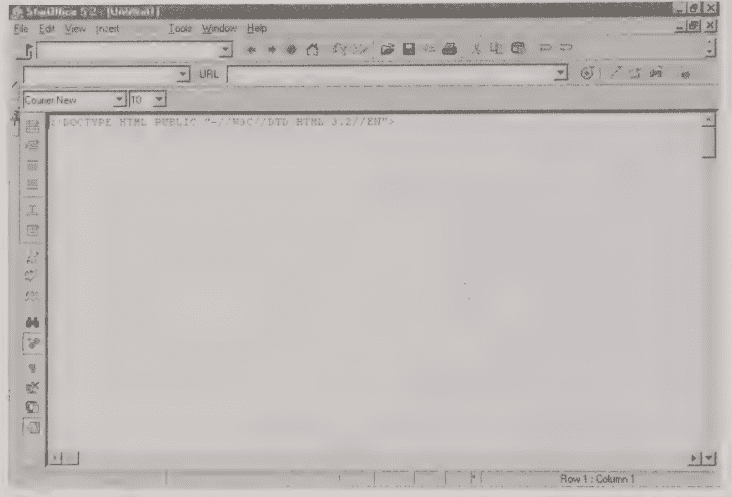 StarOffice 5.2 - [Untitled1]
File Edit View Insert Tools Window Help
URL
Courier New 10
<!DOCTYPE HTML PUBLIC "-//W3C//DTD HTML 3.2//EN">
Row 1 : Column 1